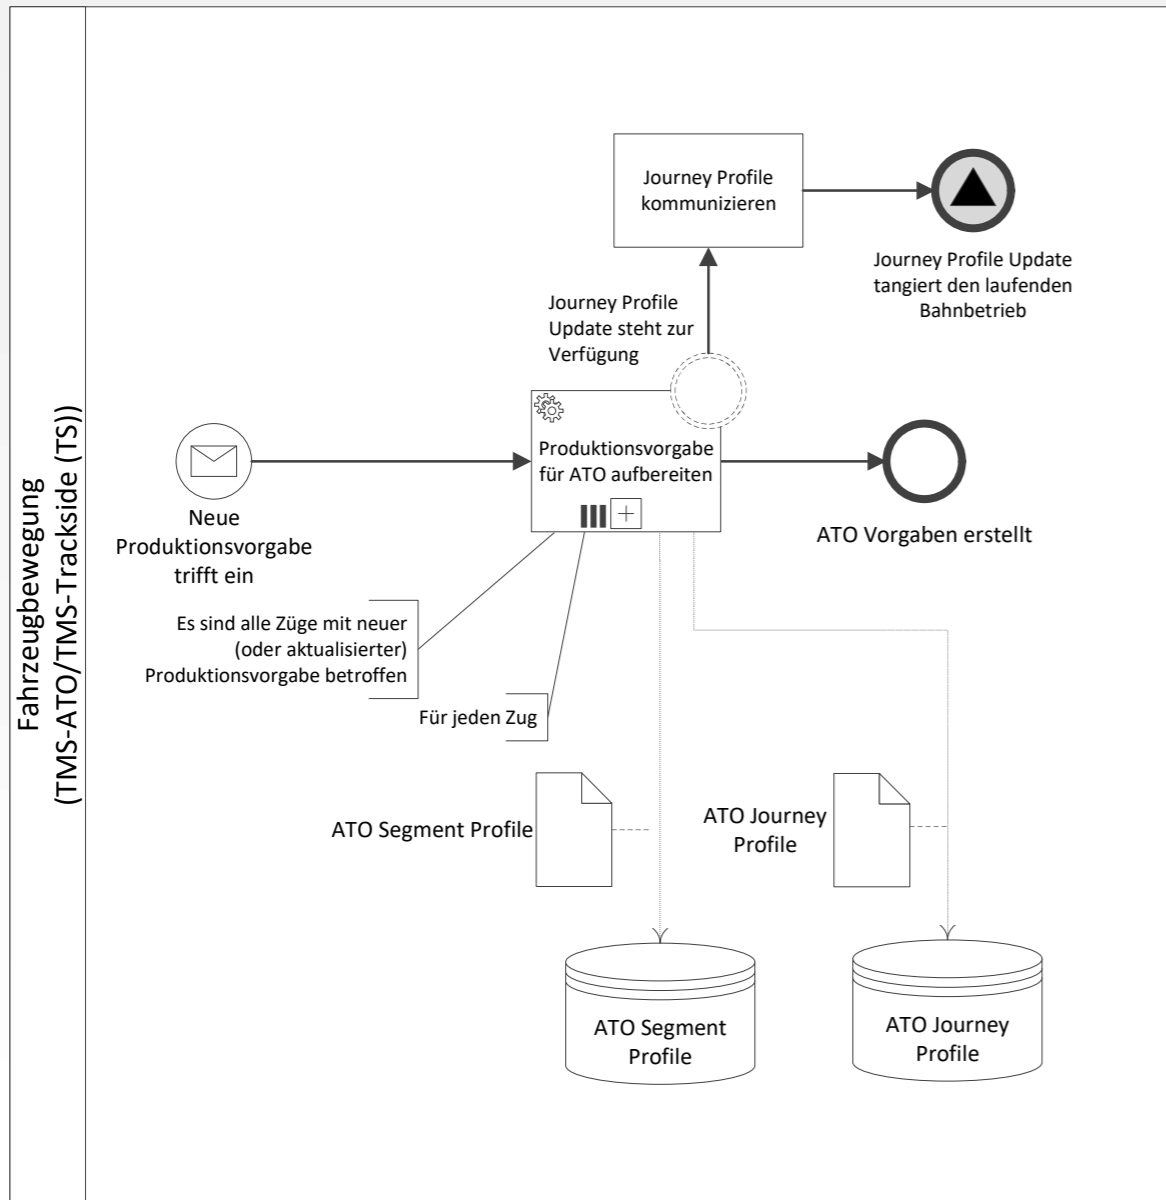 Fahrzeugbewegung
(TMS-ATO/TMS-Trackside (TS))
Journey Profile
kommunizieren
Journey Profile Update
tangiert den laufenden
Bahnbetrieb
Journey Profile
Update steht zur
Verfügung
Neue
Produktionsvorgabe
trifft ein
Produktionsvorgabe
für ATO aufbereiten
ATO Vorgaben erstellt
Es sind alle Züge mit neuer
(oder aktualisierter)
Produktionsvorgabe betroffen
Für jeden Zug
ATO Segment Profile
ATO Journey
Profile
ATO Segment
Profile
ATO Journey
Profile